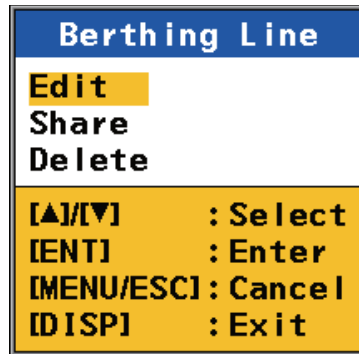 Berthing Line
Edit
Share
Delete
[▲]/[▼] :Select
[ENT] :Enter
[MENU/ESC]:Cancel
[DISP] :Exit